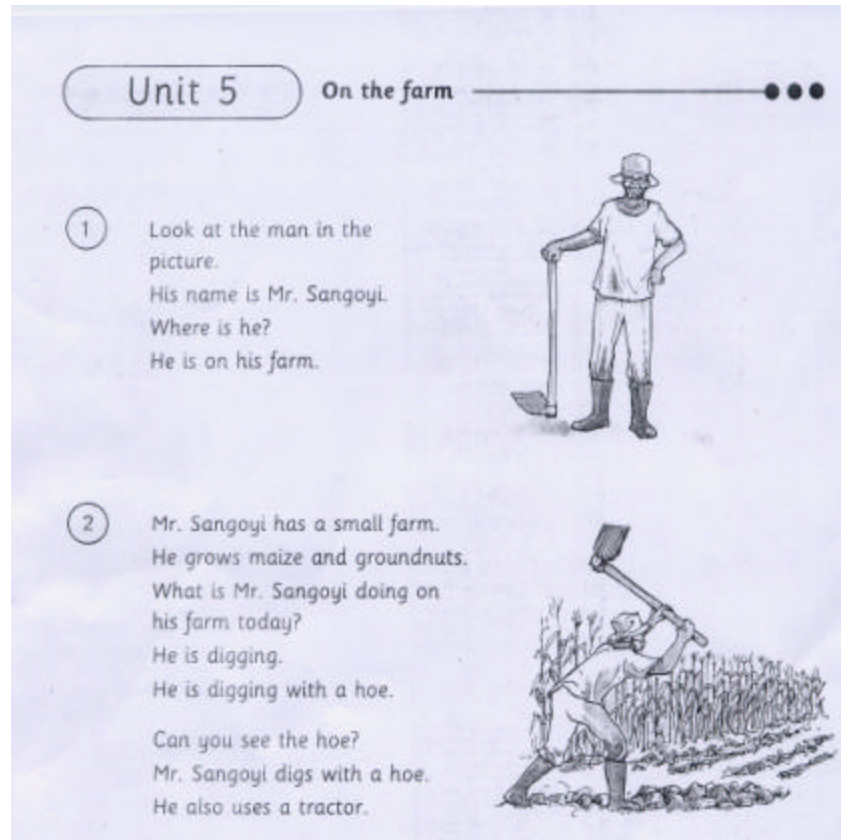 Unit 5
On the farm
1
Look at the man in the
picture.
His name is Mr. Sangoyi.
Where is he?
He is on his farm.
2
Mr. Sangoyi has a small farm.
He grows maize and groundnuts.
What is Mr. Sangoyi doing on
his farm today?
He is digging.
He is digging with a hoe.
Can you see the hoe?
Mr. Sangoyi digs with a hoe.
He also uses a tractor.